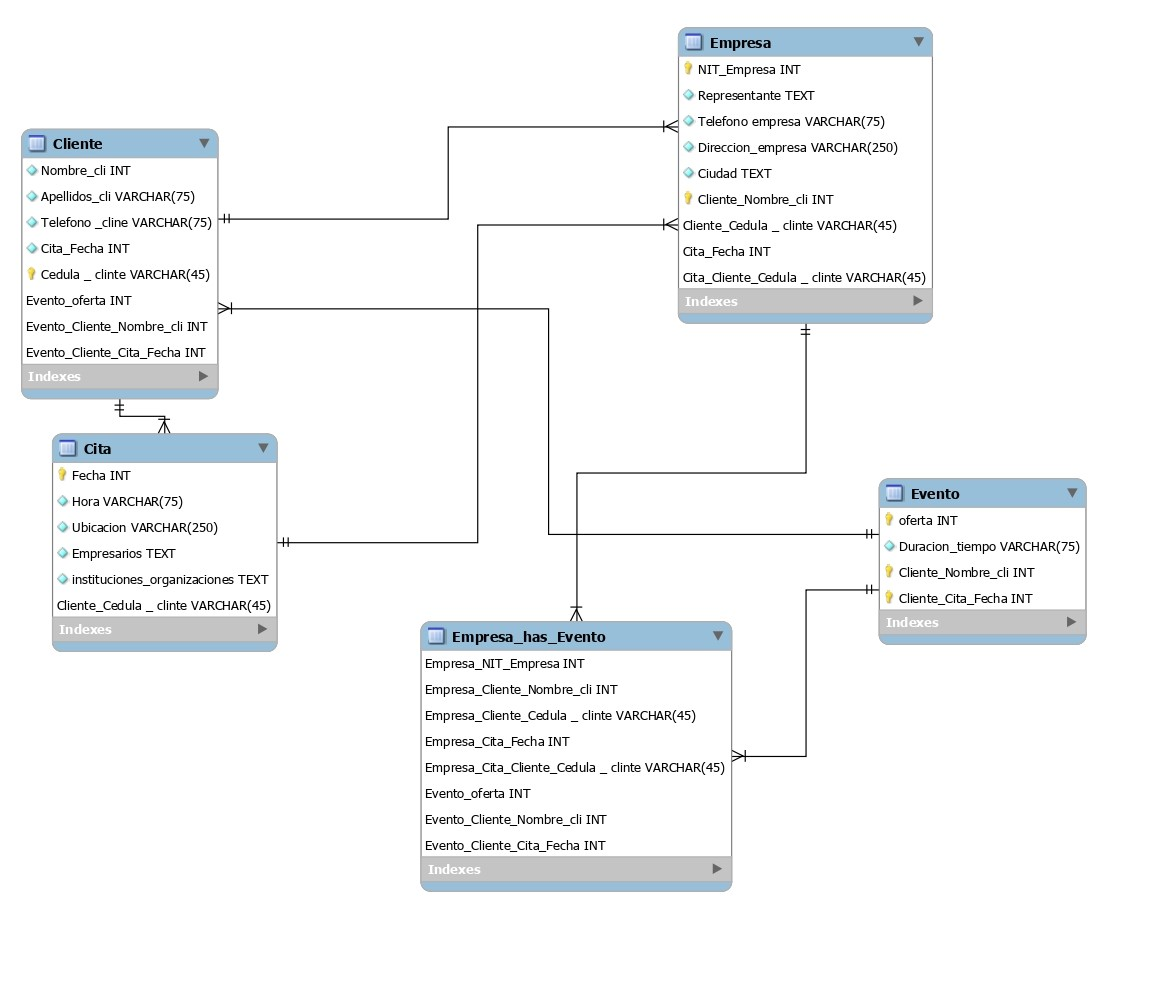 Empresa
NIT_Empresa INT
Representante TEXT
Telefono empresa VARCHAR(75)
Direccion_empresa VARCHAR(250)
Ciudad TEXT
Cliente_Nombre_cli INT
Cliente_Cedula _ clinte VARCHAR(45)
Cita_Fecha INT
Cita_Cliente_Cedula _ clinte VARCHAR(45)
Indexes
Cliente
Nombre_cli INT
Apellidos_cli VARCHAR(75)
Telefono _cline VARCHAR(75)
Cita_Fecha INT
Cedula _ clinte VARCHAR(45)
Evento_oferta INT
Evento_Cliente_Nombre_cli INT
Evento_Cliente_Cita_Fecha INT
Indexes
Cita
Fecha INT
Hora VARCHAR(75)
Ubicacion VARCHAR(250)
Empresarios TEXT
instituciones_organizaciones TEXT
Cliente_Cedula _ clinte VARCHAR(45)
Indexes
Evento
oferta INT
Duracion_tiempo VARCHAR(75)
Cliente_Nombre_cli INT
Cliente_Cita_Fecha INT
Indexes
Empresa_has_Evento
Empresa_NIT_Empresa INT
Empresa_Cliente_Nombre_cli INT
Empresa_Cliente_Cedula _ clinte VARCHAR(45)
Empresa_Cita_Fecha INT
Empresa_Cita_Cliente_Cedula _ clinte VARCHAR(45)
Evento_oferta INT
Evento_Cliente_Nombre_cli INT
Evento_Cliente_Cita_Fecha INT
Indexes